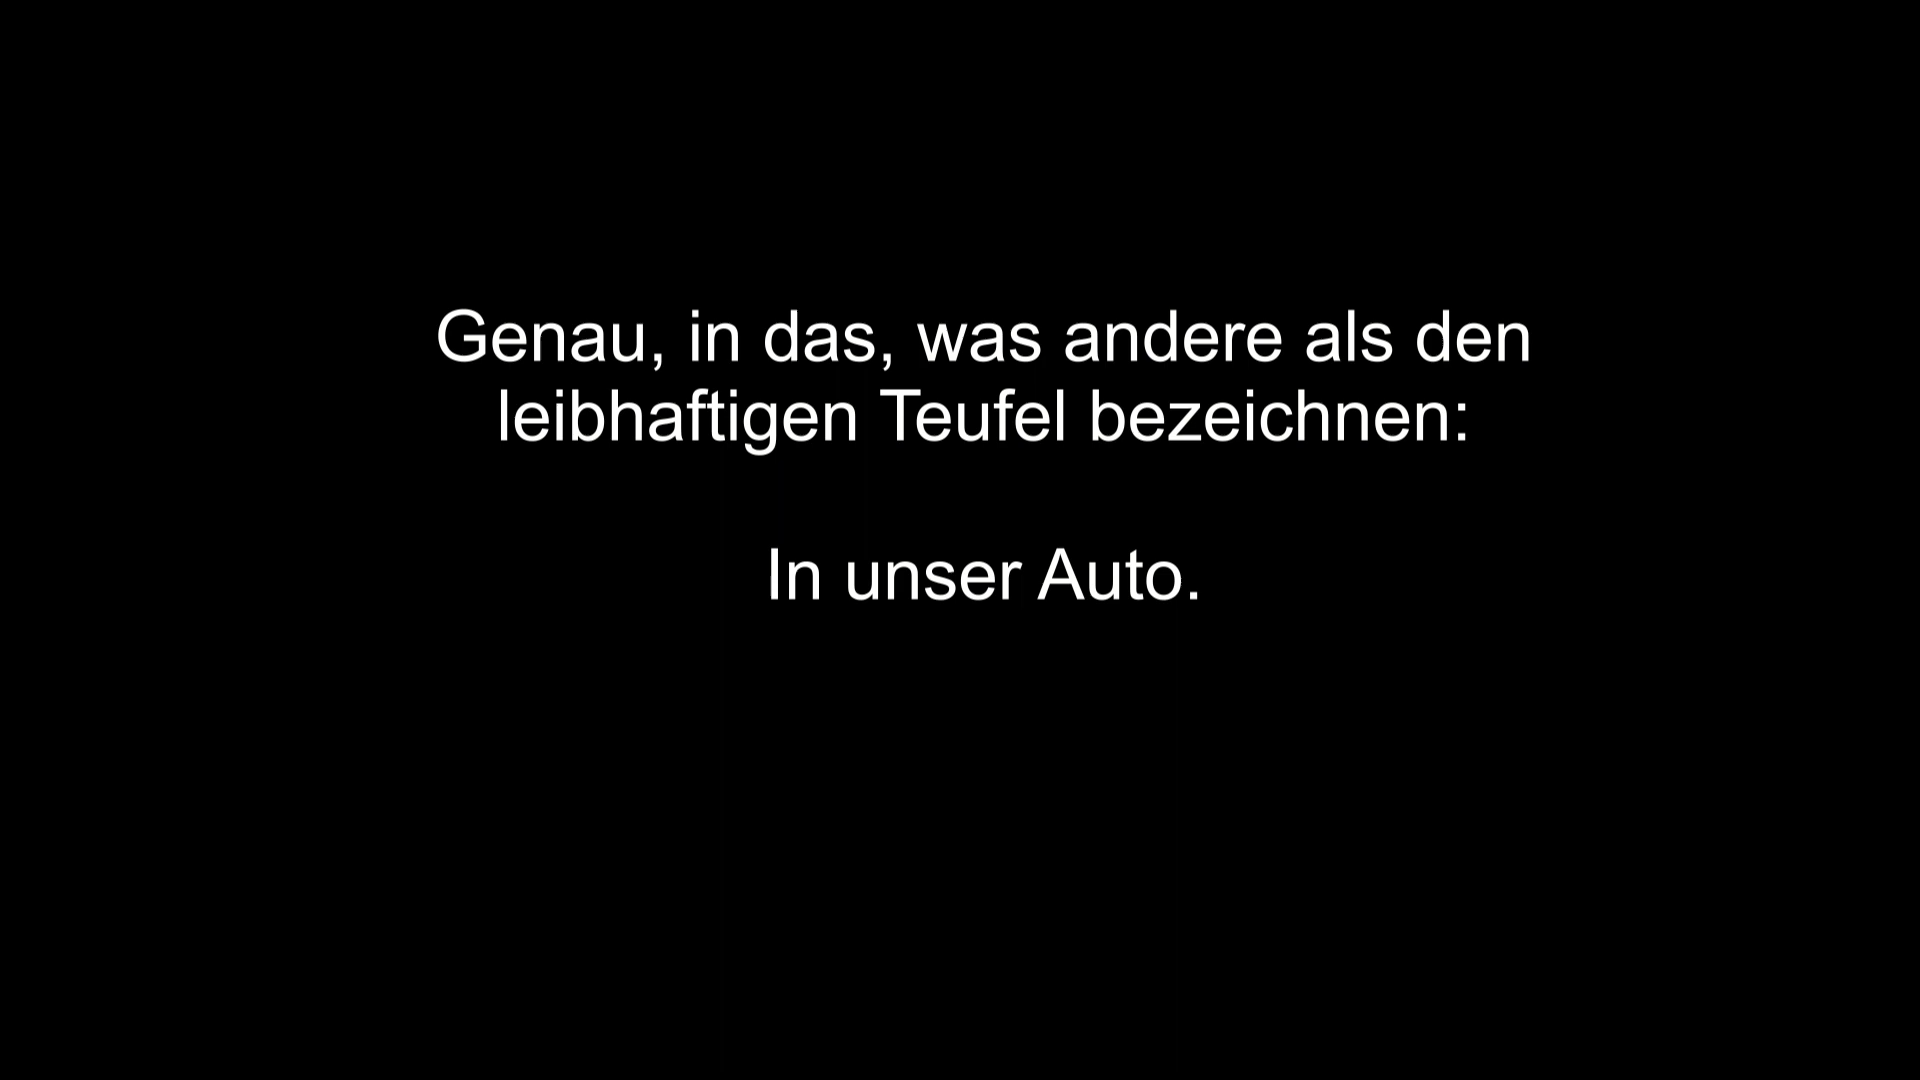 Genau, in das, was andere als den
leibhaftigen Teufel bezeichnen:
In unser Auto.